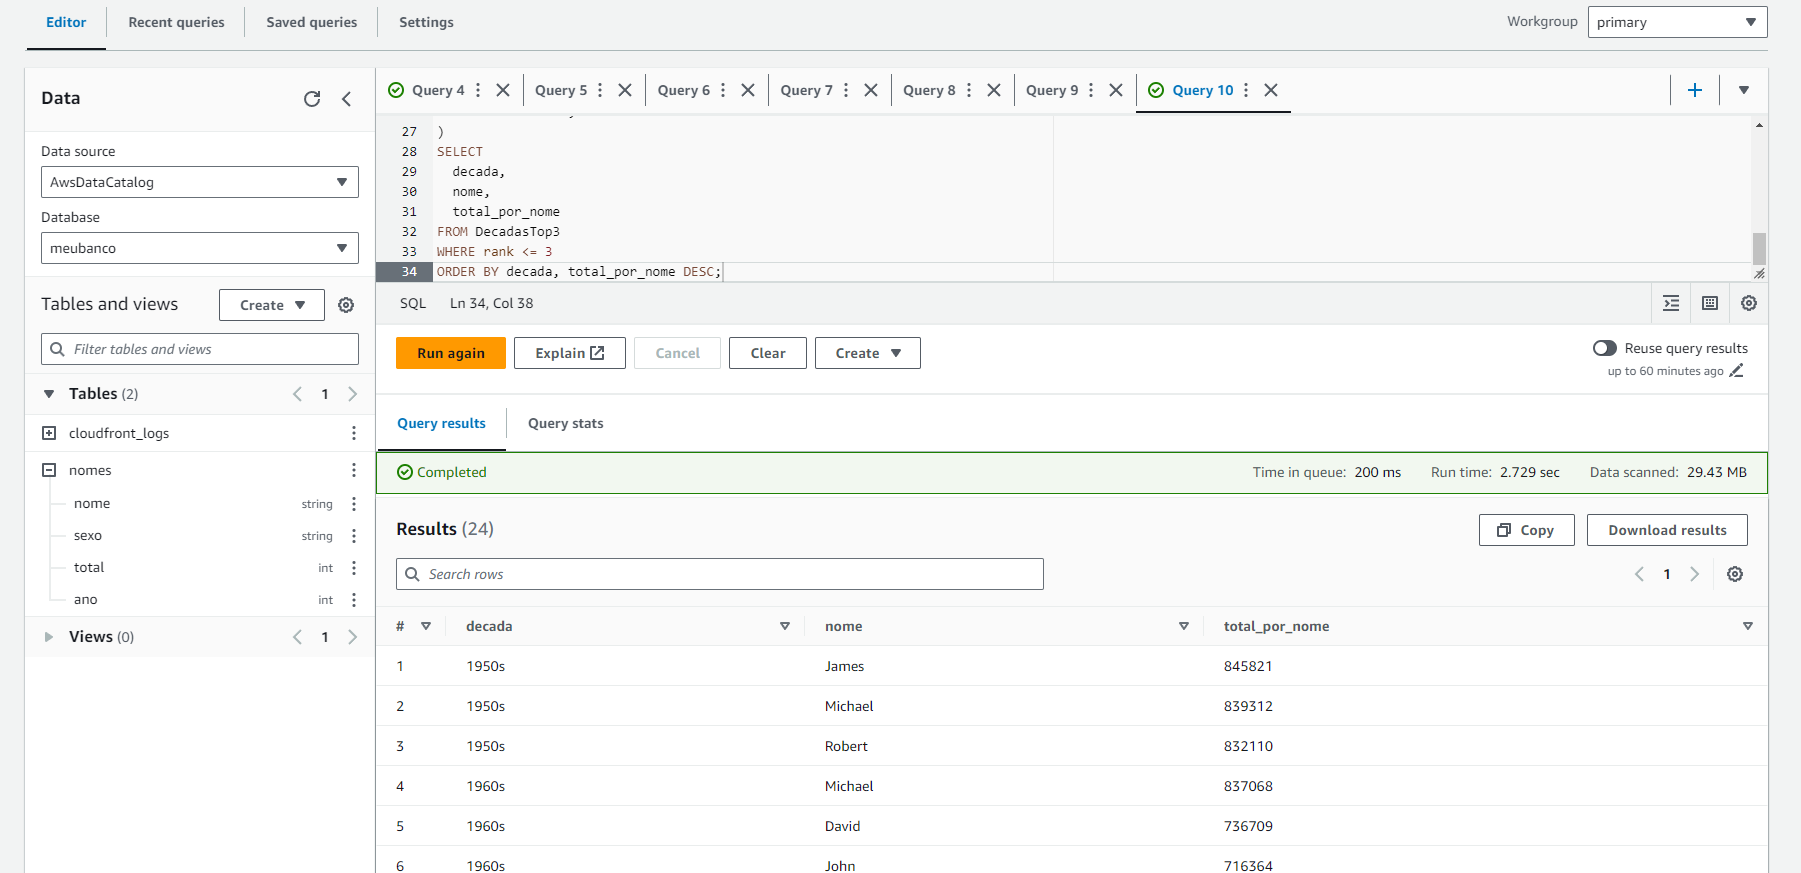 Editor Recent queries Saved queries Settings Workgroup primary
Data
Data source
AwsDataCatalog
Database
meubanco
Tables and views Create
Filter tables and views
Tables (2) 1
cloudfront_logs
nomes
nome string
sexo string
total int
ano int
Views (0) 1
Query 4 Query 5 Query 6 Query 7 Query 8 Query 9 Query 10
27 )
28 SELECT
29 decada,
30 nome,
31 total_por_nome
32 FROM DecadasTop3
33 WHERE rank <= 3
34 ORDER BY decada, total_por_nome DESC;
SQL Ln 34, Col 38
Run again Explain Cancel Clear Create Reuse query results
up to 60 minutes ago
Query results Query stats
Completed Time in queue: 200 ms Run time: 2.729 sec Data scanned: 29.43 MB
Results (24) Copy Download results
Search rows 1
# decada nome total_por_nome
1 1950s James 845821
2 1950s Michael 839312
3 1950s Robert 832110
4 1960s Michael 837068
5 1960s David 736709
6 1960s John 716364